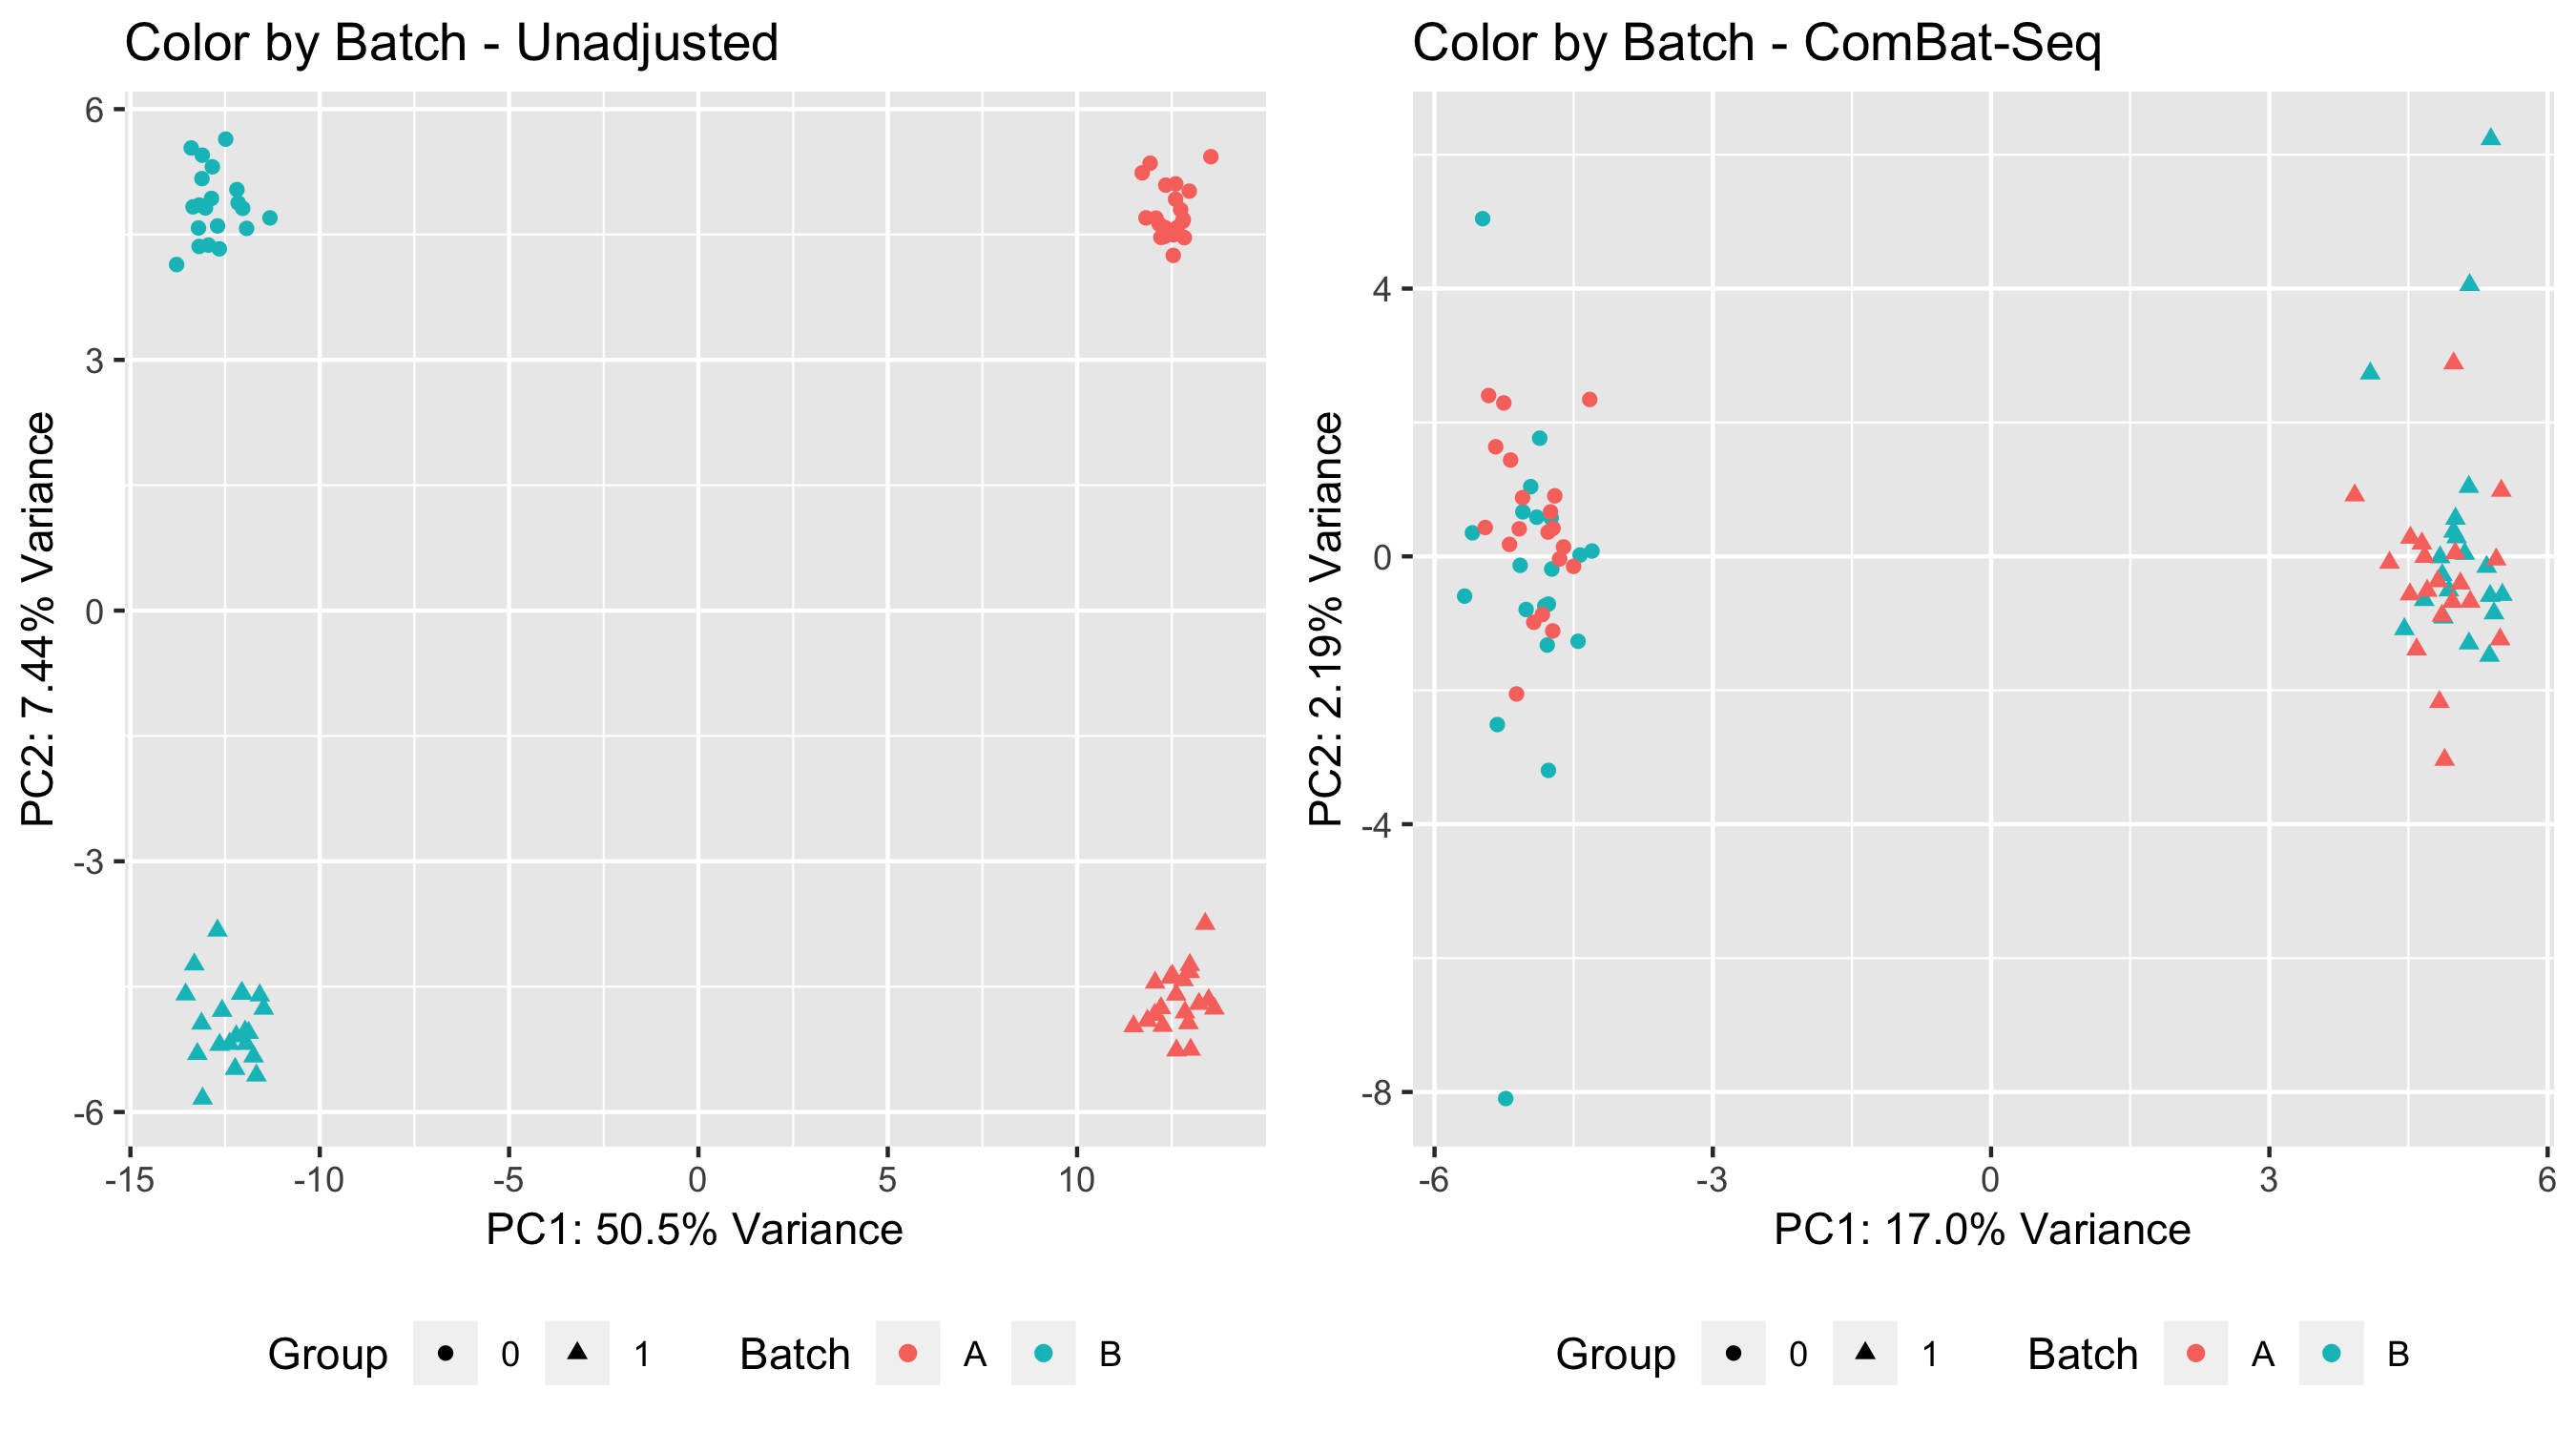 Color by Batch - Unadjusted
6
3
0
-3
-6
PC2: 7.44% Variance
-15 -10 -5 0 5 10
PC1: 50.5% Variance
Group 0 1 Batch A B
Color by Batch - ComBat-Seq
4
0
-4
-8
PC2: 2.19% Variance
-6 -3 0 3 6
PC1: 17.0% Variance
Group 0 1 Batch A B